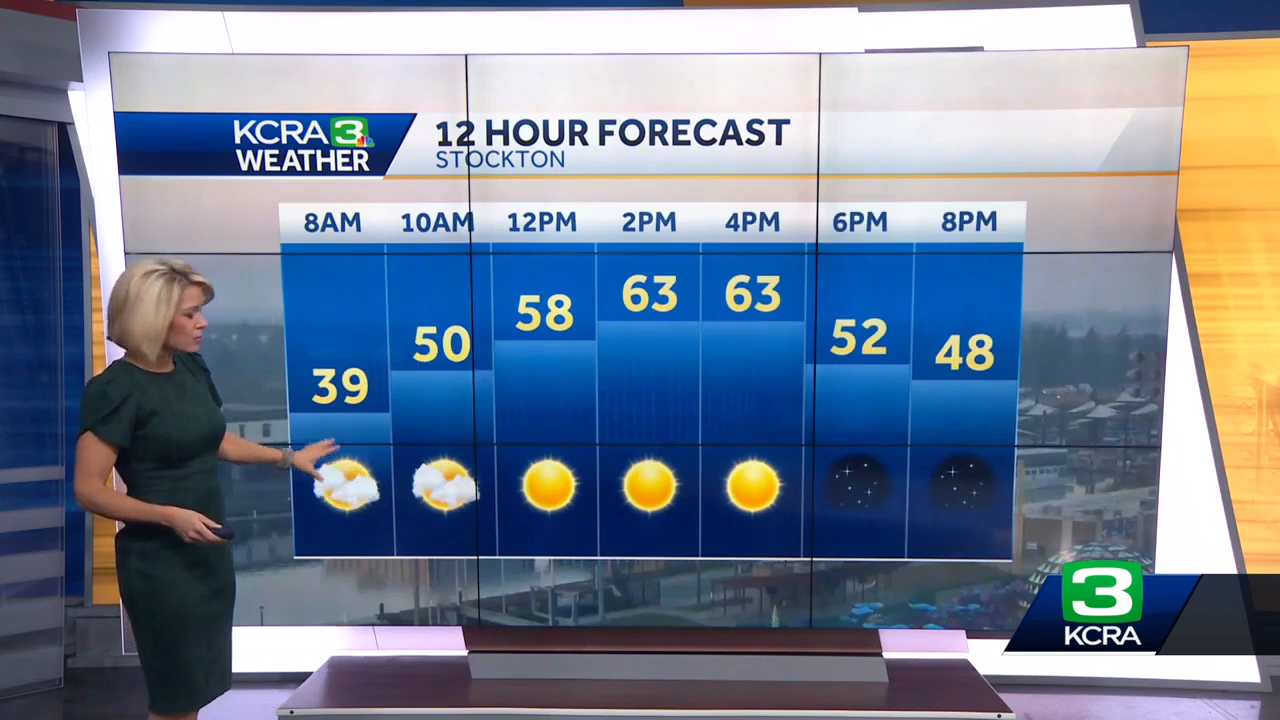 KCRA 3
WEATHER
12 HOUR FORECAST
STOCKTON
8AM 10AM 12PM 2PM 4PM 6PM 8PM
39 50 58 63 63 52 48
3
KCRA